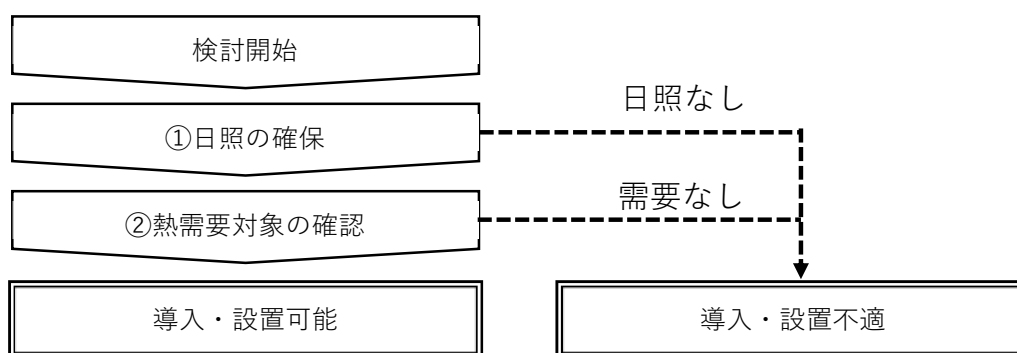 検討開始
日照なし
①日照の確保
需要なし
②熱需要対象の確認
導入・設置可能
導入・設置不適